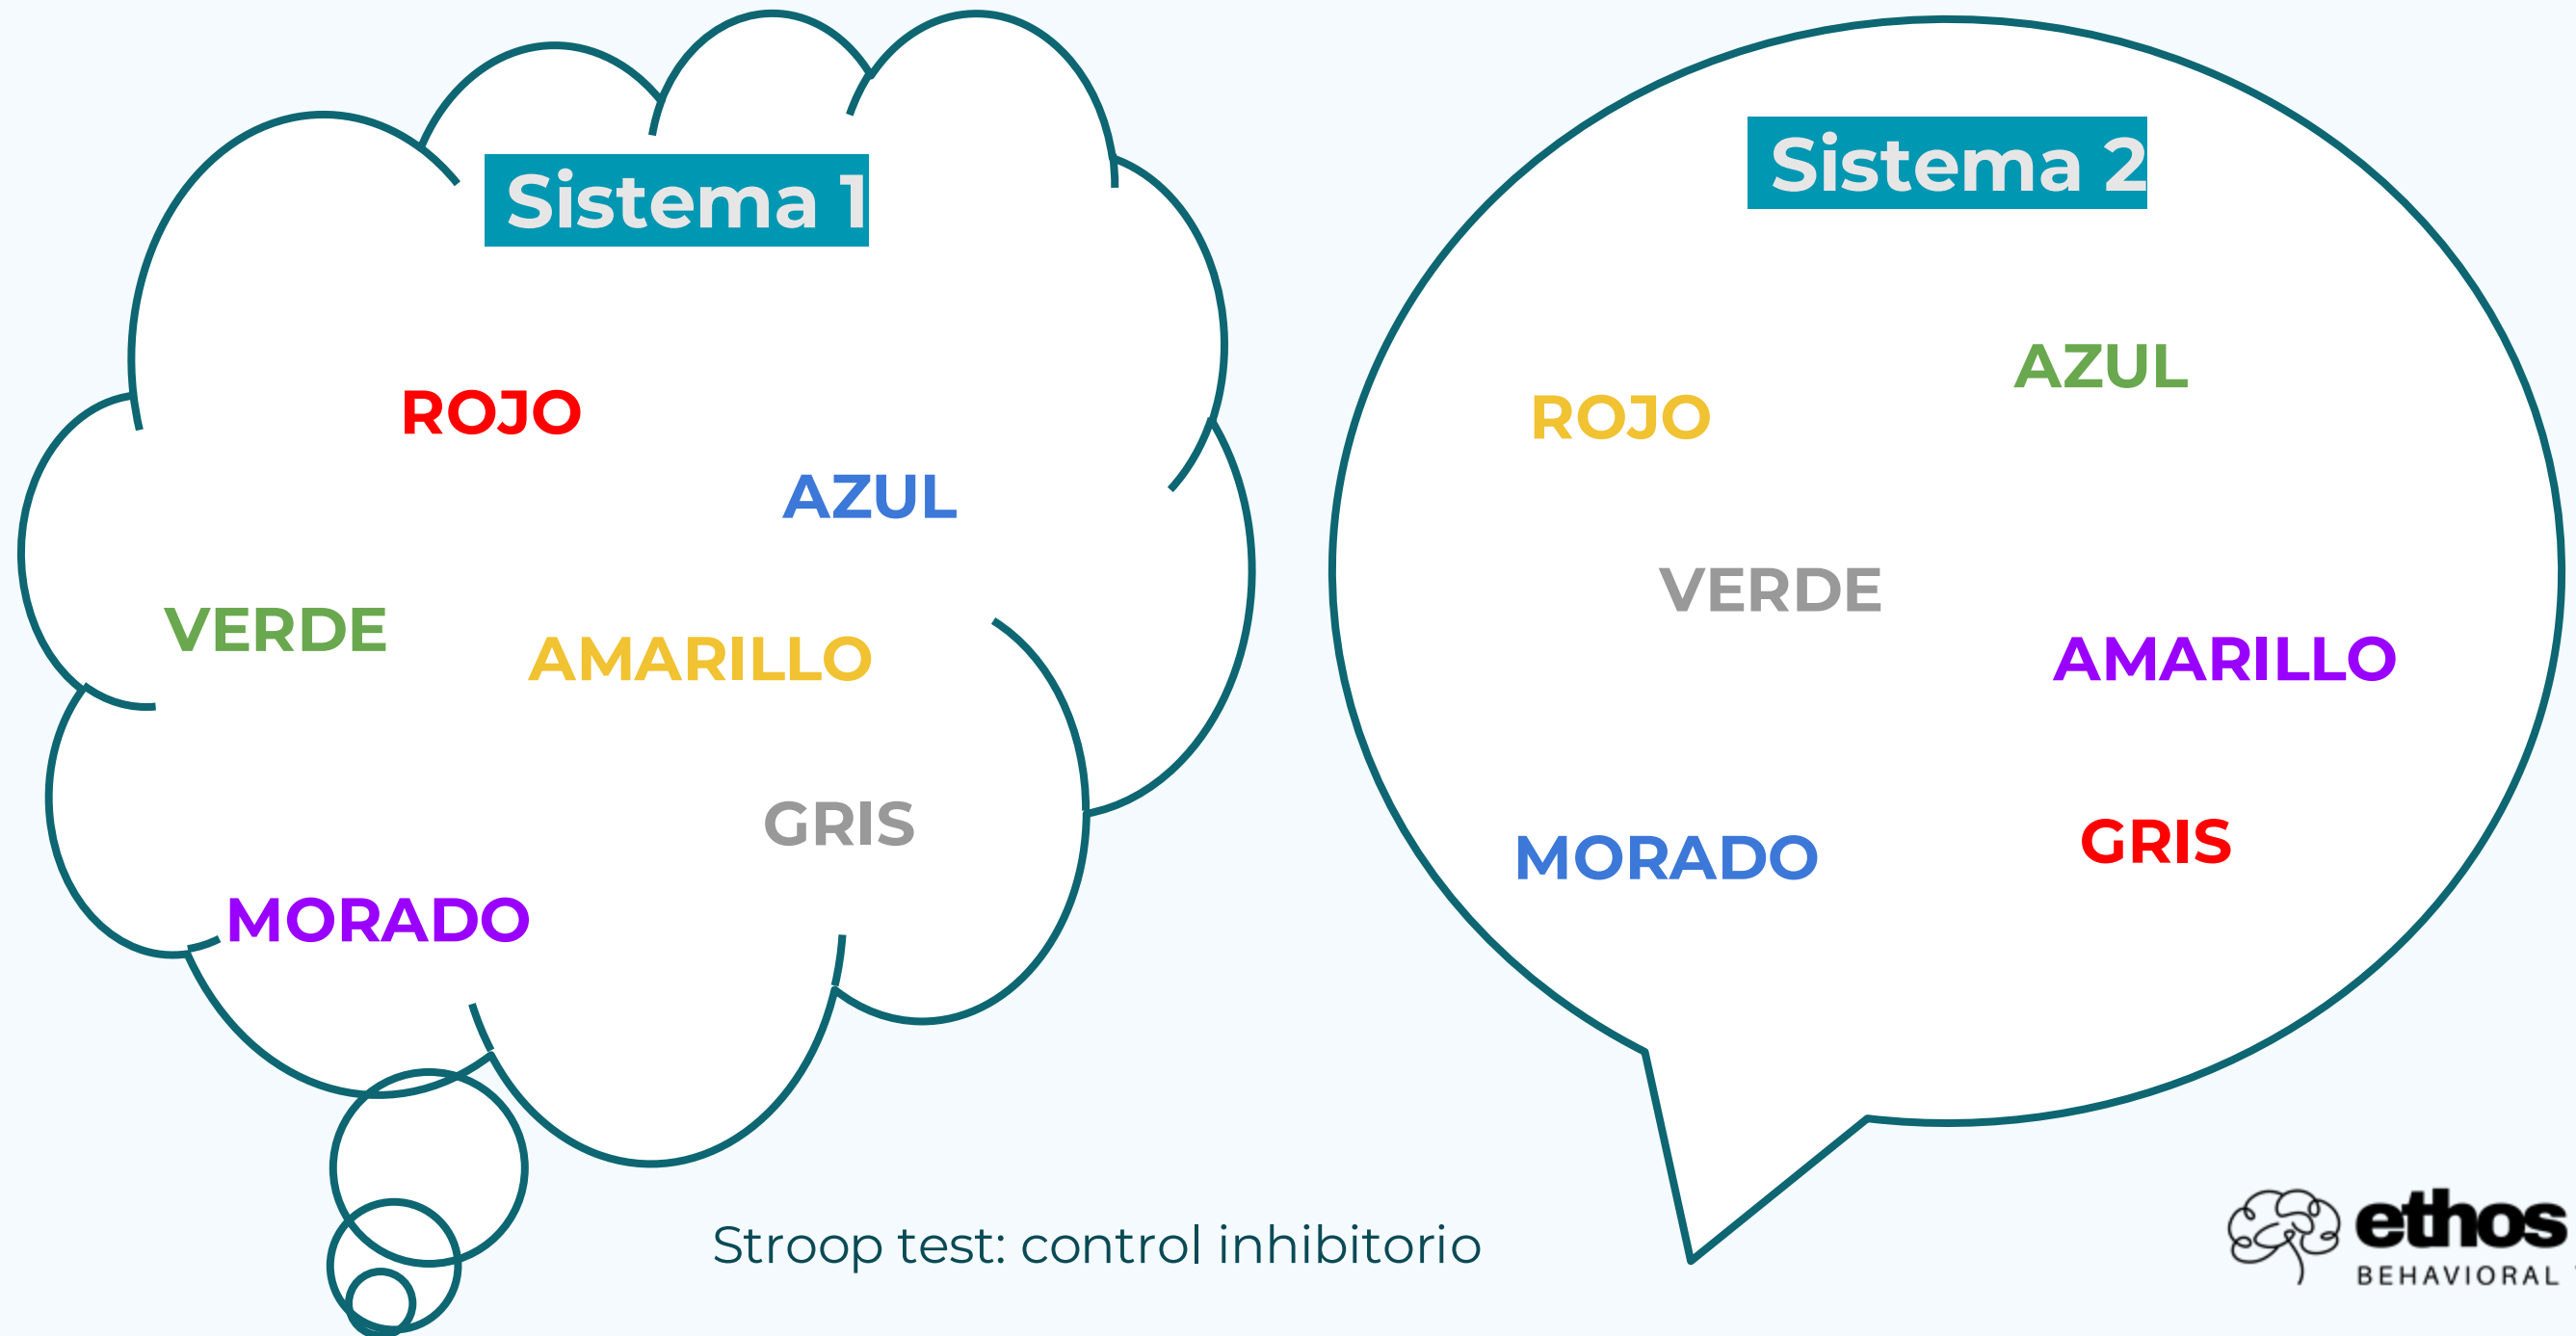 Sistema 1
ROJO
AZUL
VERDE
AMARILLO
GRIS
MORADO
Sistema 2
AZUL
ROJO
VERDE
AMARILLO
GRIS
MORADO
Stroop test: control inhibitorio
ethos
BEHAVIORAL